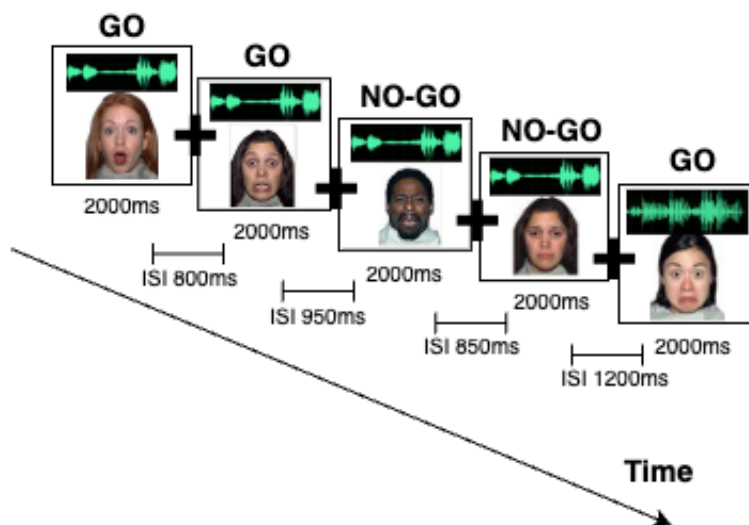 GO
GO
NO-GO
NO-GO
GO
2000ms
2000ms
2000ms
2000ms
2000ms
ISI 800ms
ISI 950ms
ISI 850ms
ISI 1200ms
Time